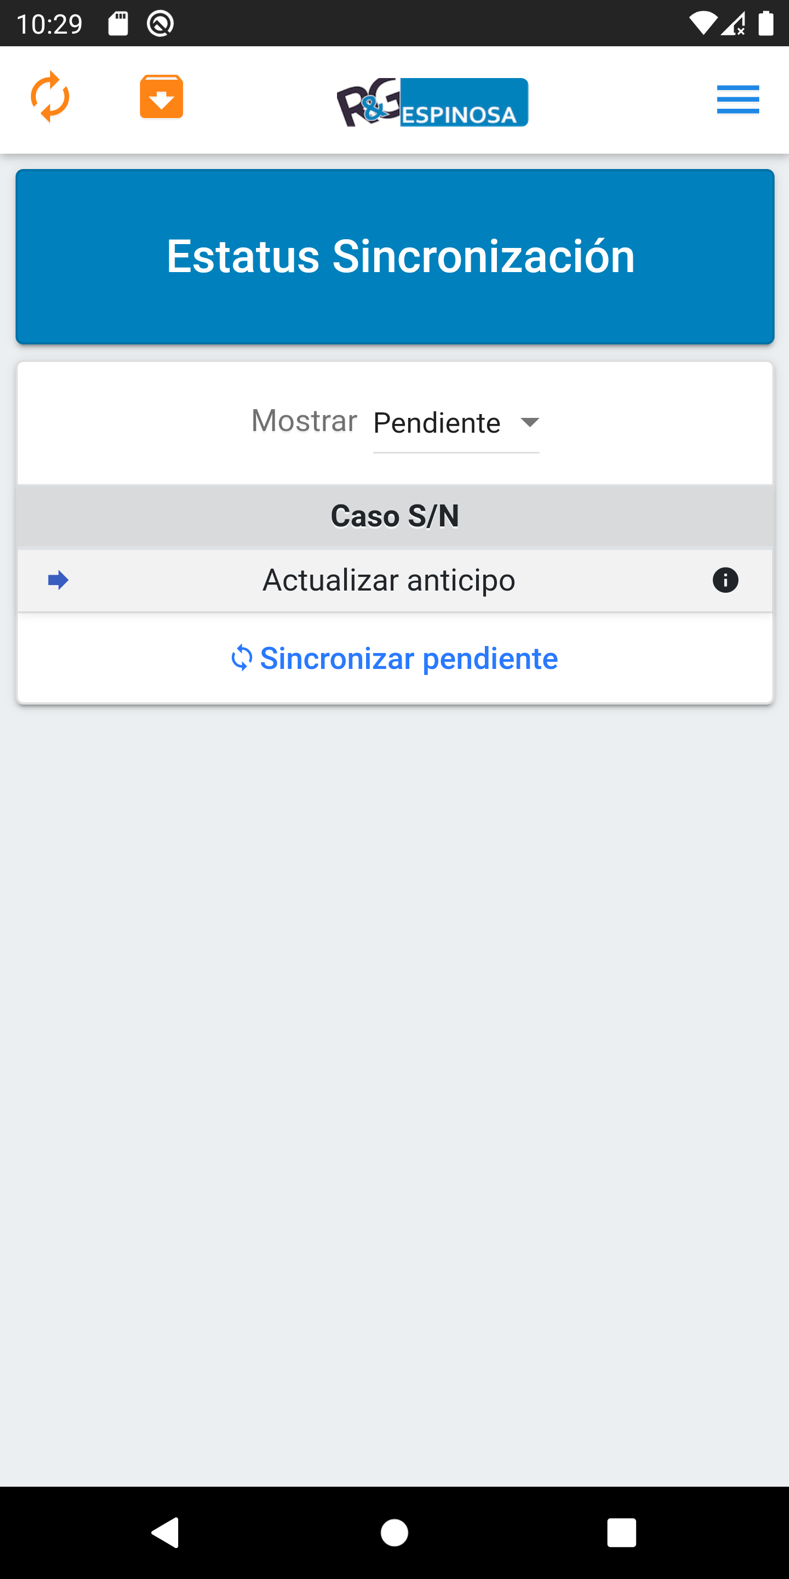 10:29
R&G ESPINOSA
Estatus Sincronización
Mostrar Pendiente
Caso S/N
Actualizar anticipo
Sincronizar pendiente